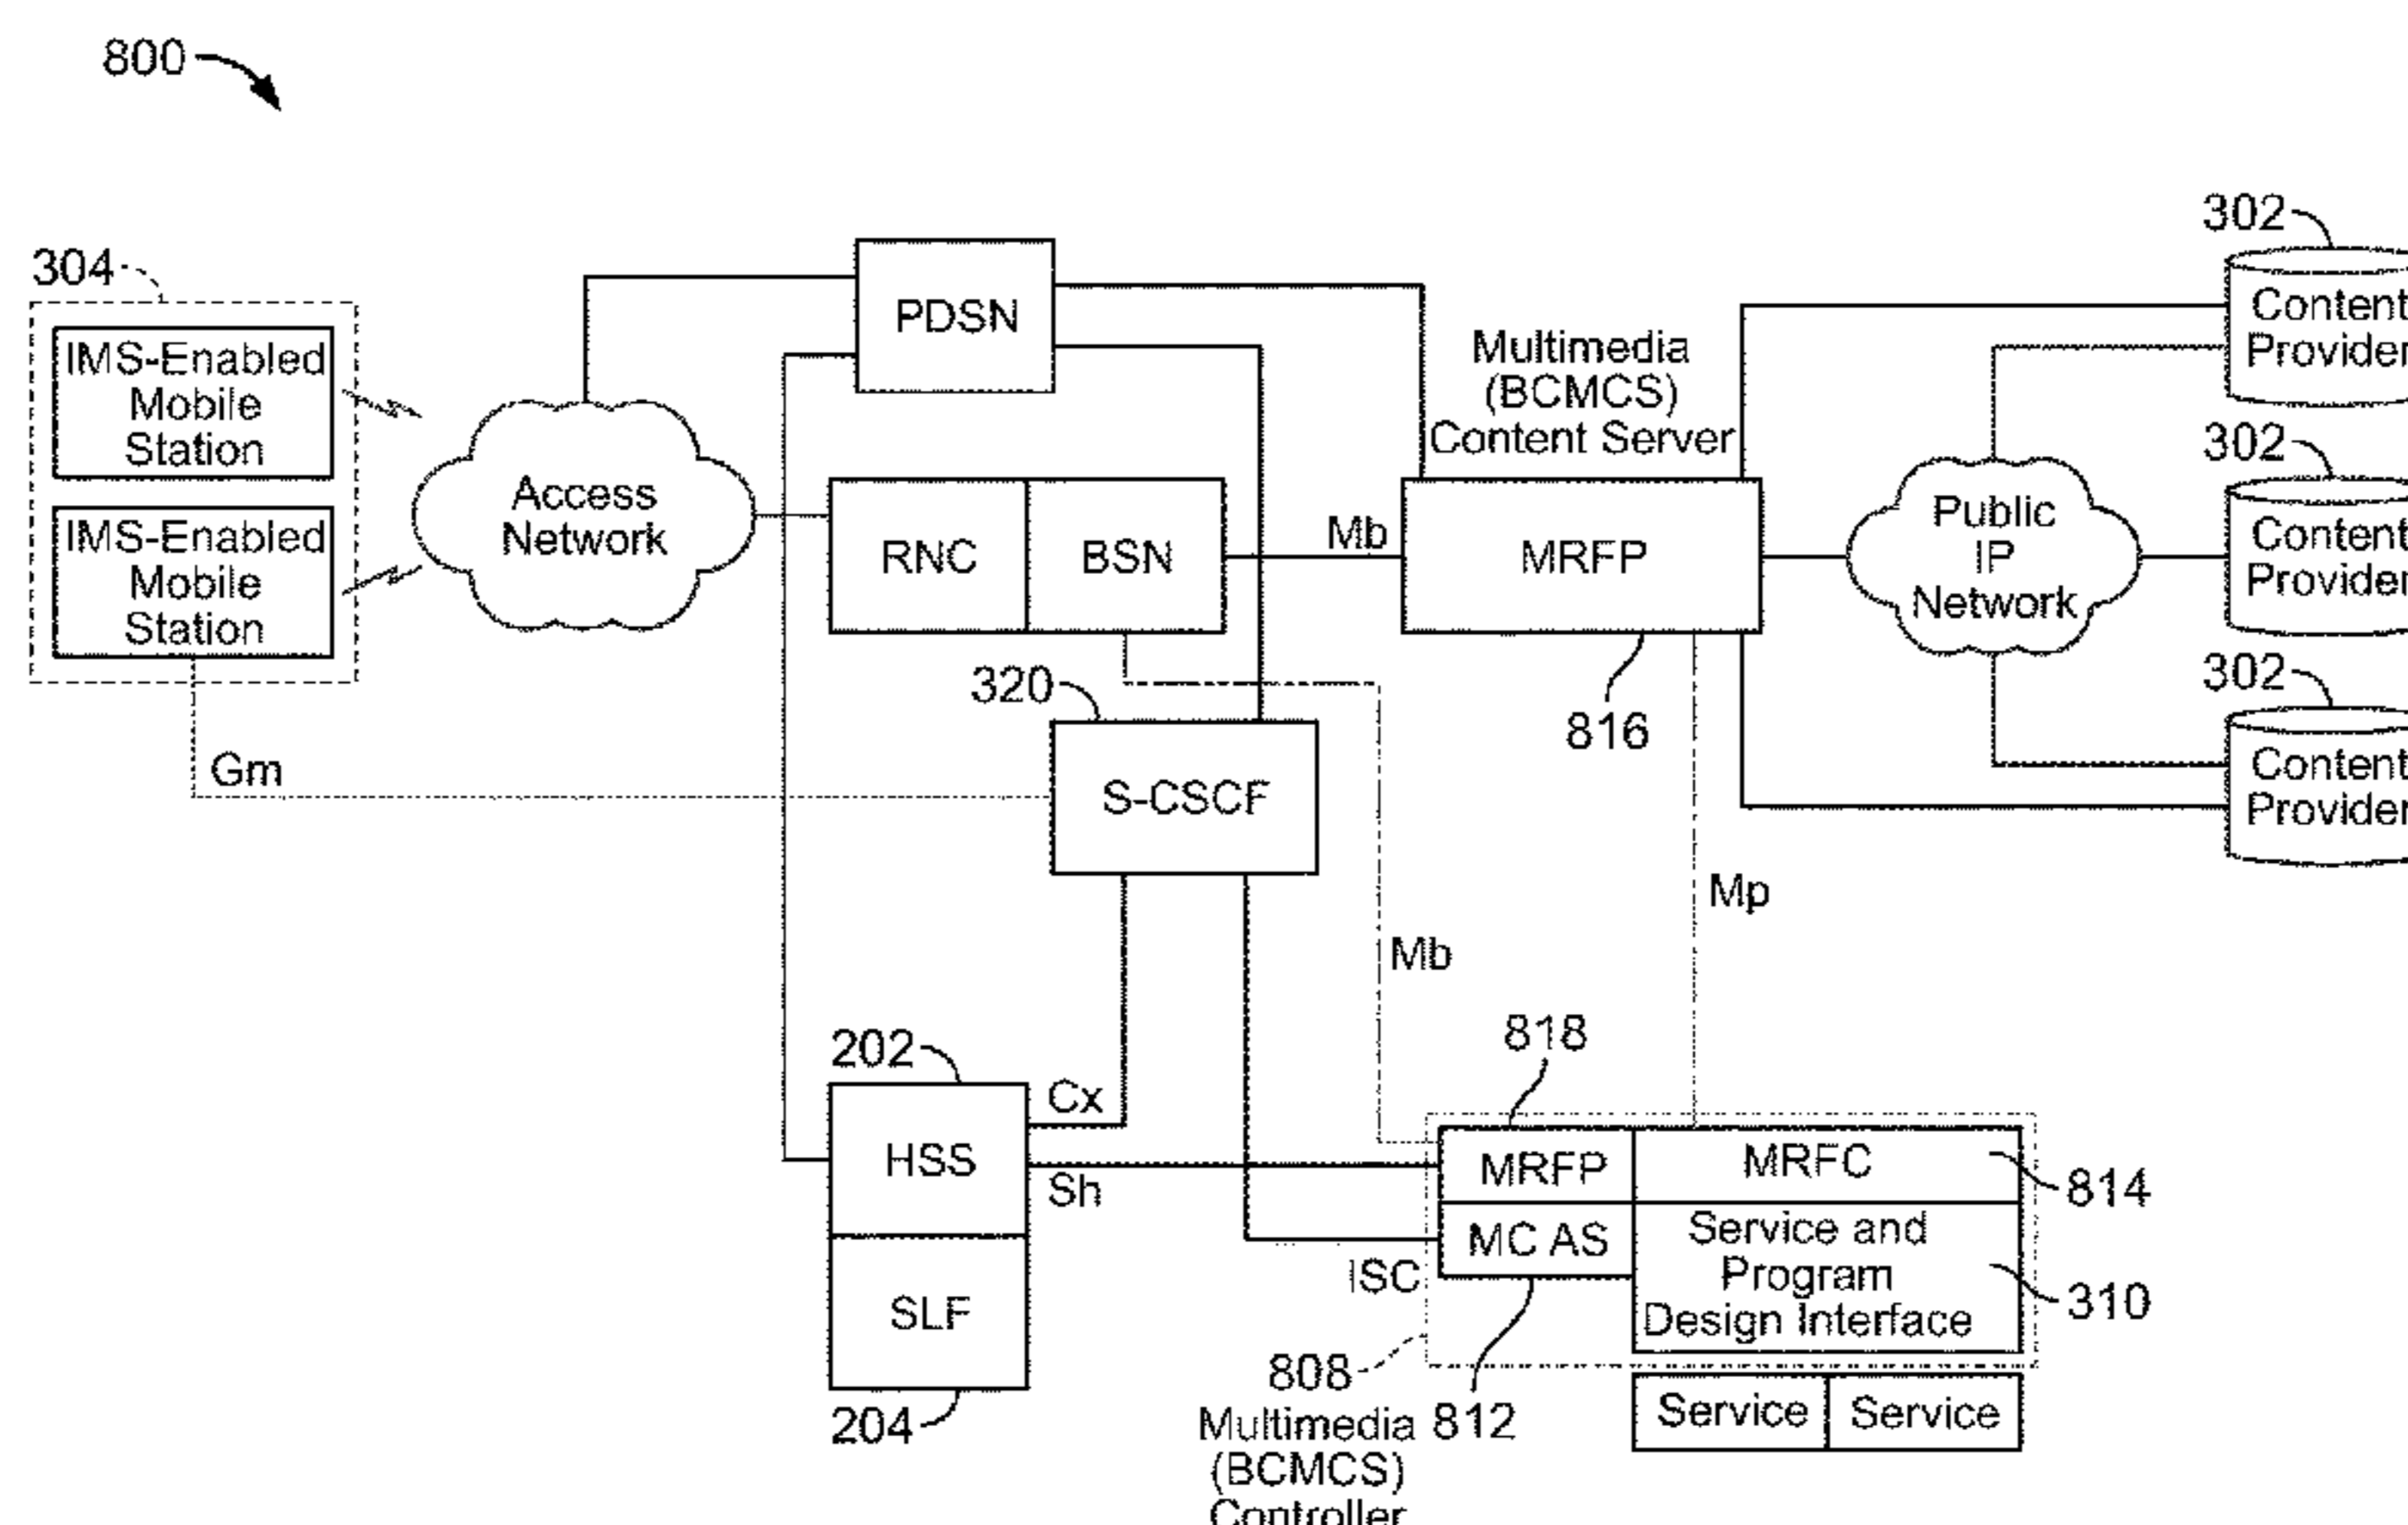 800
302
304
PDSN
Content
Provider
IMS-Enabled
Mobile
Station
Multimedia
(BCMCS)
Content Server
302
Access
Network
RNC
BSN
Mb
MRFP
Public
IP
Network
Content
Provider
IMS-Enabled
Mobile
Station
320
816
302
Gm
S-CSCF
Content
Provider
Mp
Mb
818
202
Cx
HSS
Sh
MRFP
MRFC
814
MC AS
Service and
Program
Design Interface
ISC
310
SLF
808
812
204
Multimedia
(BCMCS)
Controller
Service
Service